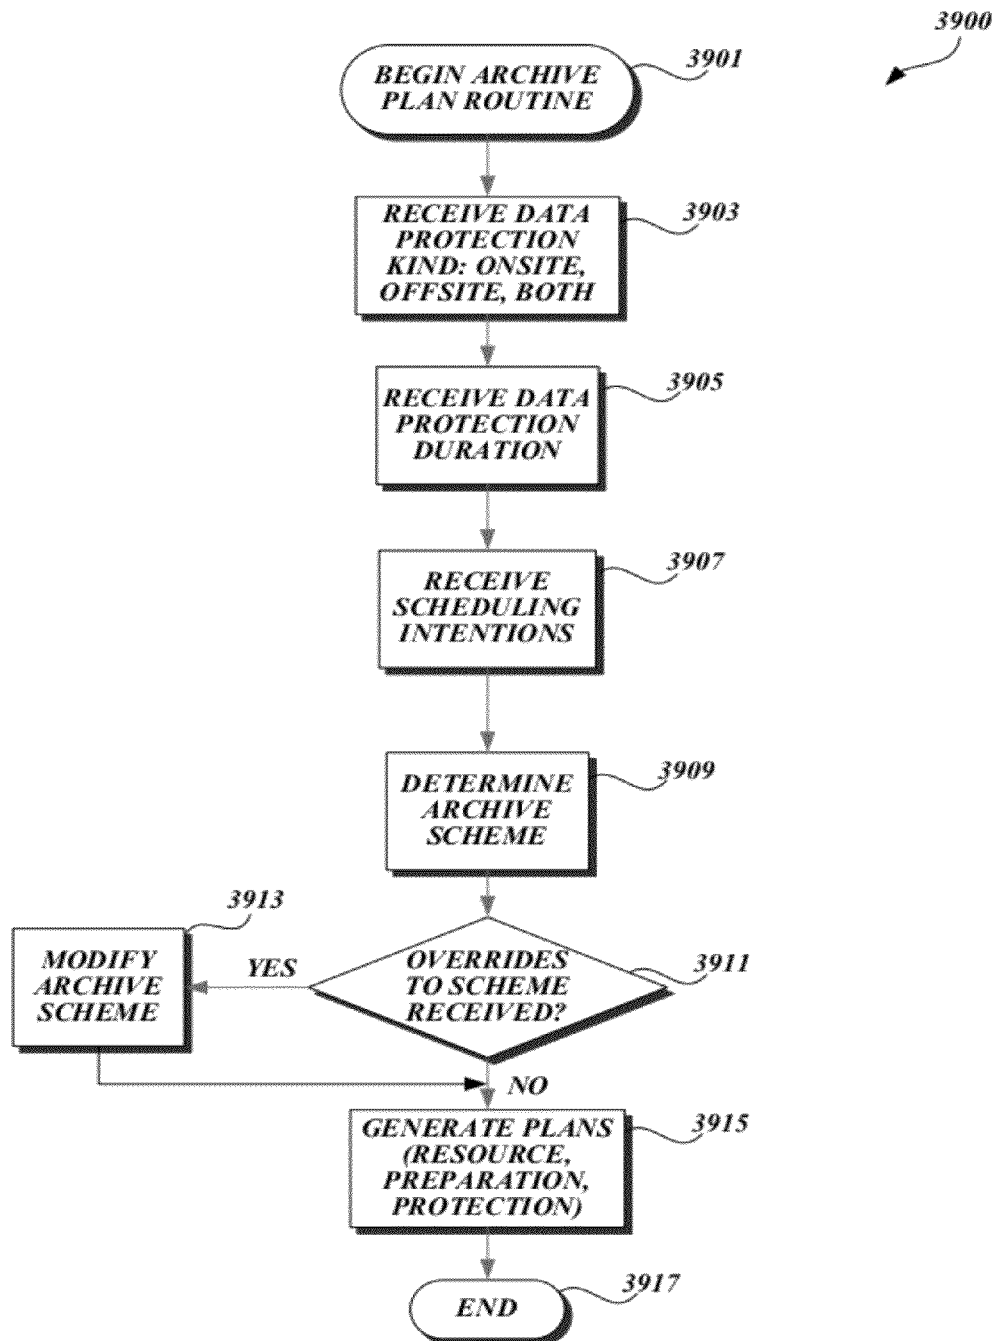 3900
BEGIN ARCHIVE
PLAN ROUTINE
3901
RECEIVE DATA
PROTECTION
KIND: ONSITE,
OFFSITE, BOTH
3903
RECEIVE DATA
PROTECTION
DURATION
3905
RECEIVE
SCHEDULING
INTENTIONS
3907
DETERMINE
ARCHIVE
SCHEME
3909
OVERRIDES
TO SCHEME
RECEIVED?
3911
YES
3913
MODIFY
ARCHIVE
SCHEME
NO
GENERATE PLANS
(RESOURCE,
PREPARATION,
PROTECTION)
3915
END
3917